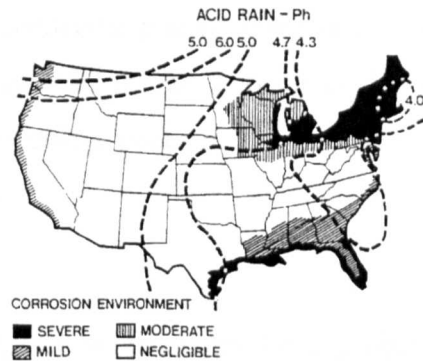 ACID RAIN – Ph
5.0 6.0 5.0 4.7 4.3
4.0
CORROSION ENVIRONMENT
SEVERE MODERATE
MILD NEGLIGIBLE